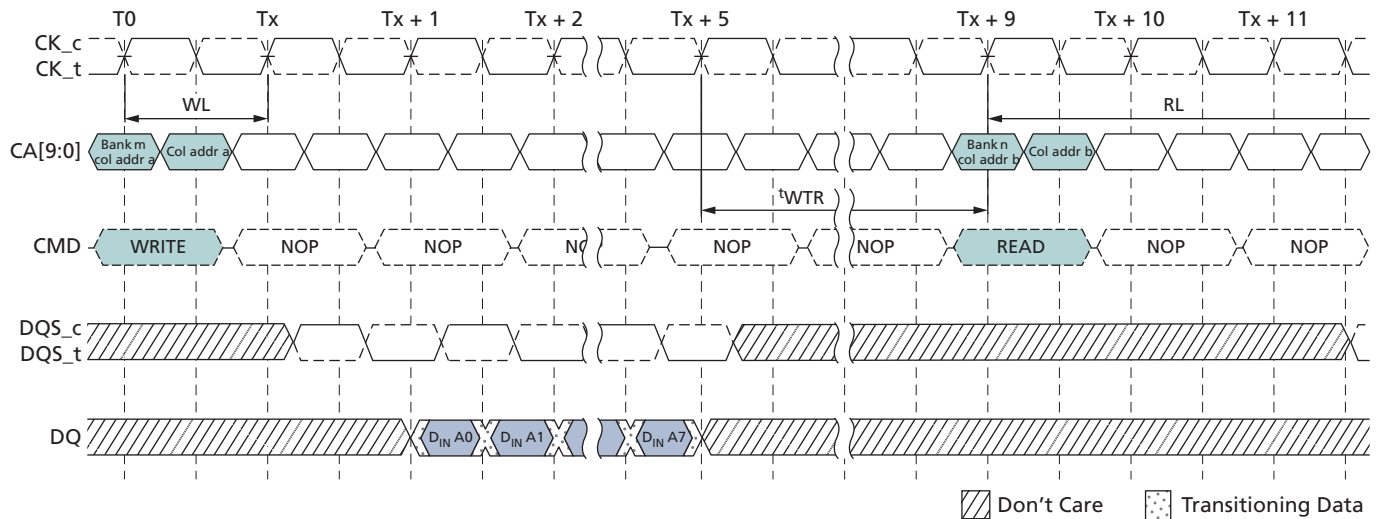 T0 Tx Tx + 1 Tx + 2 Tx + 5 Tx + 9 Tx + 10 Tx + 11
CK_c
CK_t
WL RL
CA[9:0] Bank m Col addr a Bank n Col addr b
col addr a col addr b
tWTR
CMD WRITE NOP NOP NO NOP NOP READ NOP NOP
DQS_c
DQS_t
DQ DIN A0 DIN A1 DIN A7
Don't Care Transitioning Data